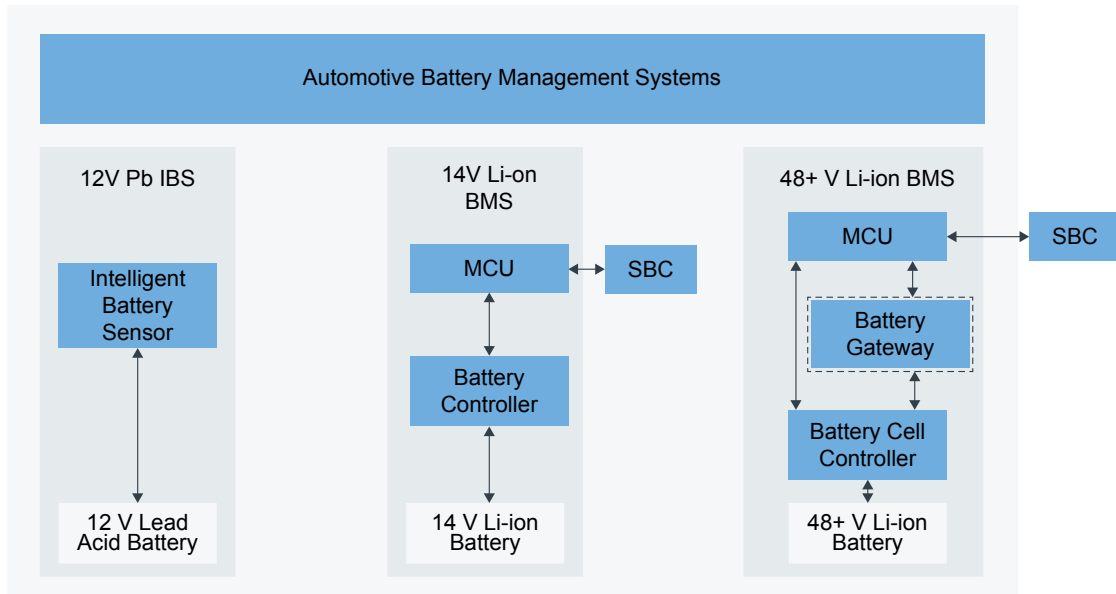 Automotive Battery Management Systems
12V Pb IBS
Intelligent
Battery
Sensor
12 V Lead
Acid Battery
14V Li-on
BMS
MCU
SBC
Battery
Controller
14 V Li-ion
Battery
48+ V Li-ion BMS
MCU
SBC
Battery
Gateway
Battery Cell
Controller
48+ V Li-ion
Battery